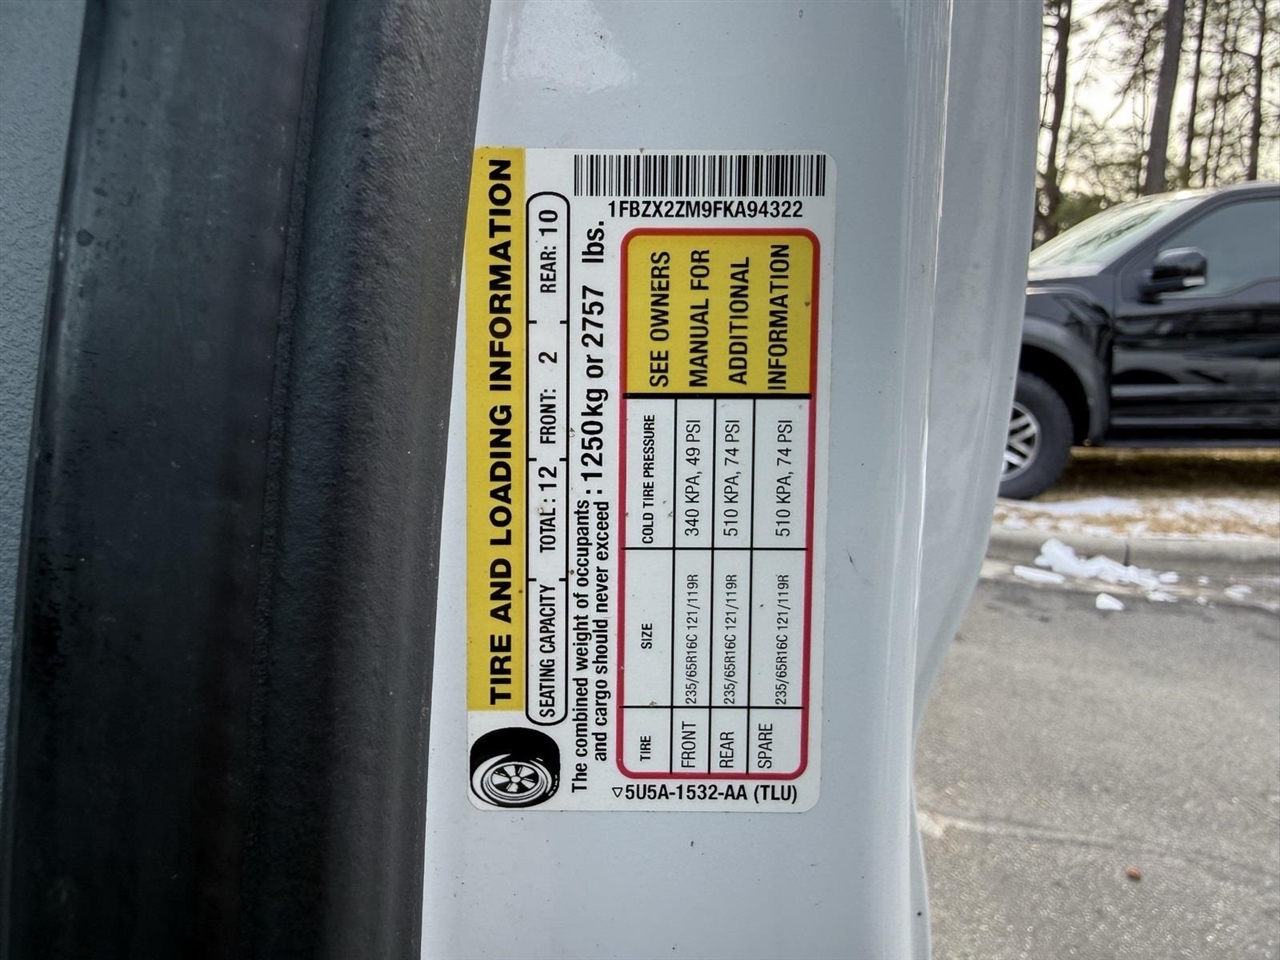 TIRE AND LOADING INFORMATION
SEATING CAPACITY TOTAL: 12 FRONT: 2 REAR: 10
The combined weight of occupants
and cargo should never exceed : 1250kg or 2757 lbs.
TIRE SIZE COLD TIRE PRESSURE
FRONT 235/65R16C 121/119R 340 KPA, 49 PSI
REAR 235/65R16C 121/119R 510 KPA, 74 PSI
SPARE 235/65R16C 121/119R 510 KPA, 74 PSI
SEE OWNERS
MANUAL FOR
ADDITIONAL
INFORMATION
5U5A-1532-AA (TLU)
1FBZX2ZM9FKA94322